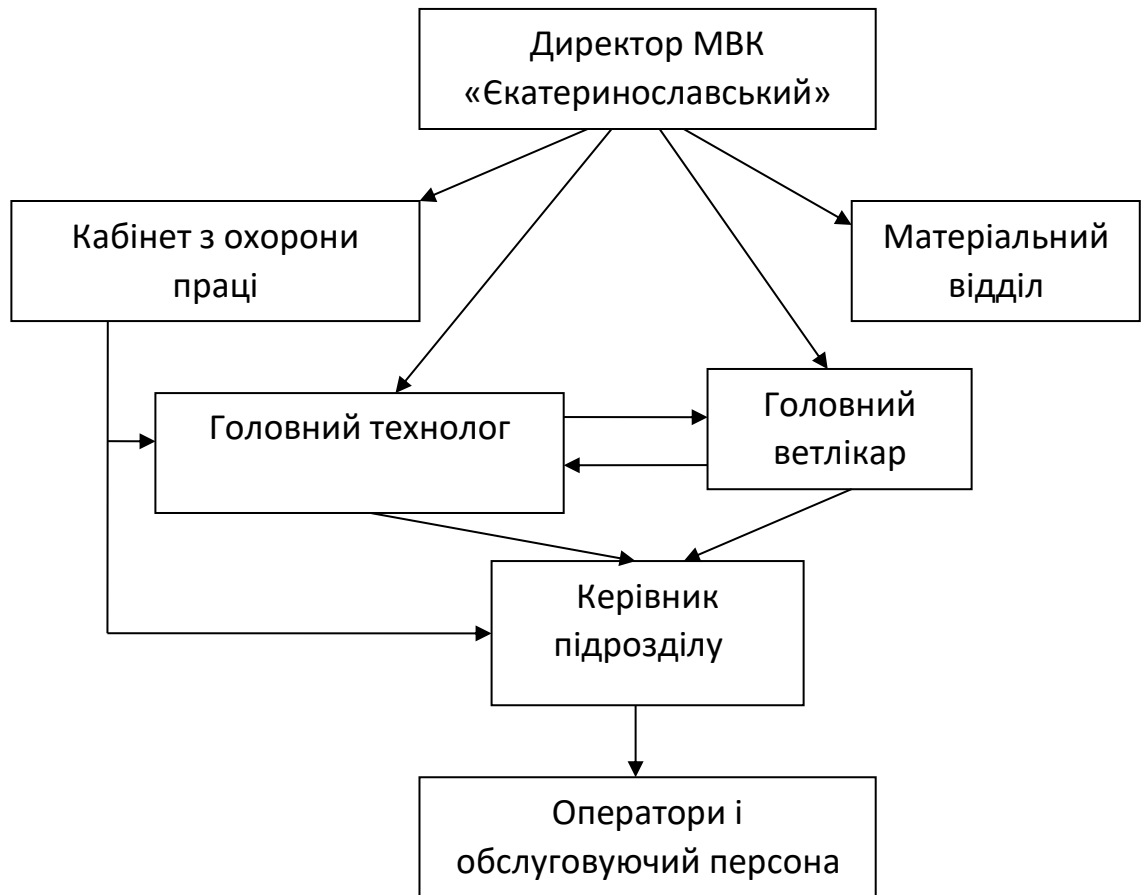 Директор МВК
«Єкатеринославський»
Кабінет з охорони
праці
Матеріальний
відділ
Головний технолог
Головний
ветлікар
Керівник
підрозділу
Оператори і
обслуговуючий персона